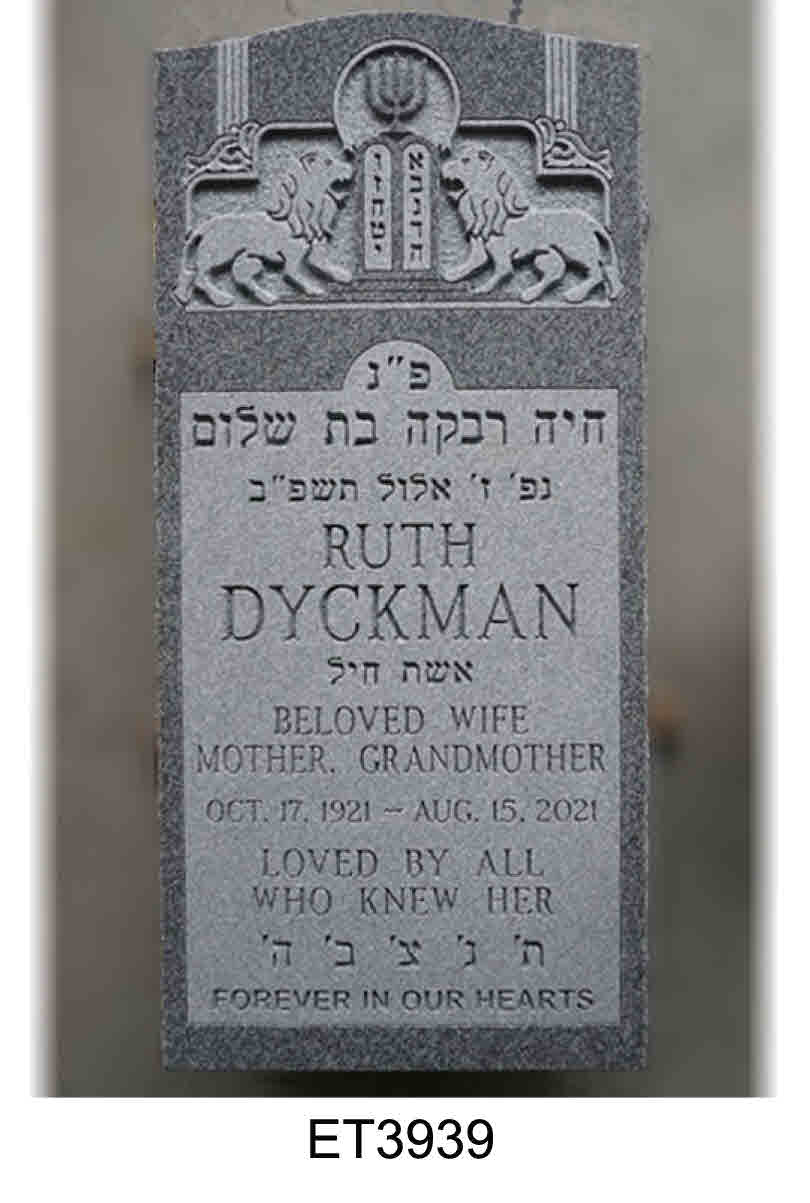 א ב ג ד ה
ו ז ח ט י
פ"נ
חיה רבקה בת שלום
נפ' ז' אלול תשפ"ב
RUTH
DYCKMAN
אשת חיל
BELOVED WIFE
MOTHER, GRANDMOTHER
OCT. 17, 1921 ~ AUG. 15, 2021
LOVED BY ALL
WHO KNEW HER
ת' נ' צ' ב' ה'
FOREVER IN OUR HEARTS
ET3939